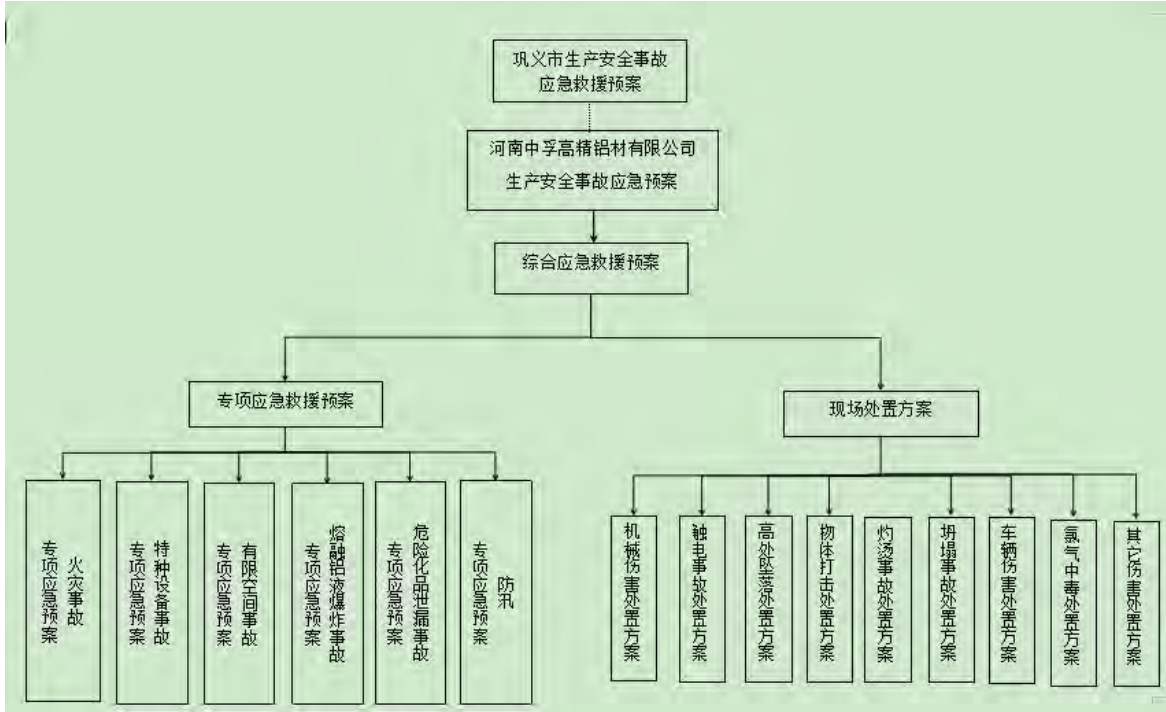 巩义市生产安全事故
应急救援预案
河南中孚高精铝材有限公司
生产安全事故应急预案
综合应急救援预案
专项应急救援预案
现场处置方案
火灾事故
专项应急预案
特种设备事故
专项应急预案
有限空间事故
专项应急预案
熔融铝液爆炸事故
专项应急预案
危险化品泄漏事故
专项应急预案
防汛
专项应急预案
机械伤害处置方案
触电事故处置方案
高处坠落处置方案
物体打击处置方案
灼烫事故处置方案
坍塌事故处置方案
车辆伤害处置方案
氯气中毒处置方案
其它伤害处置方案